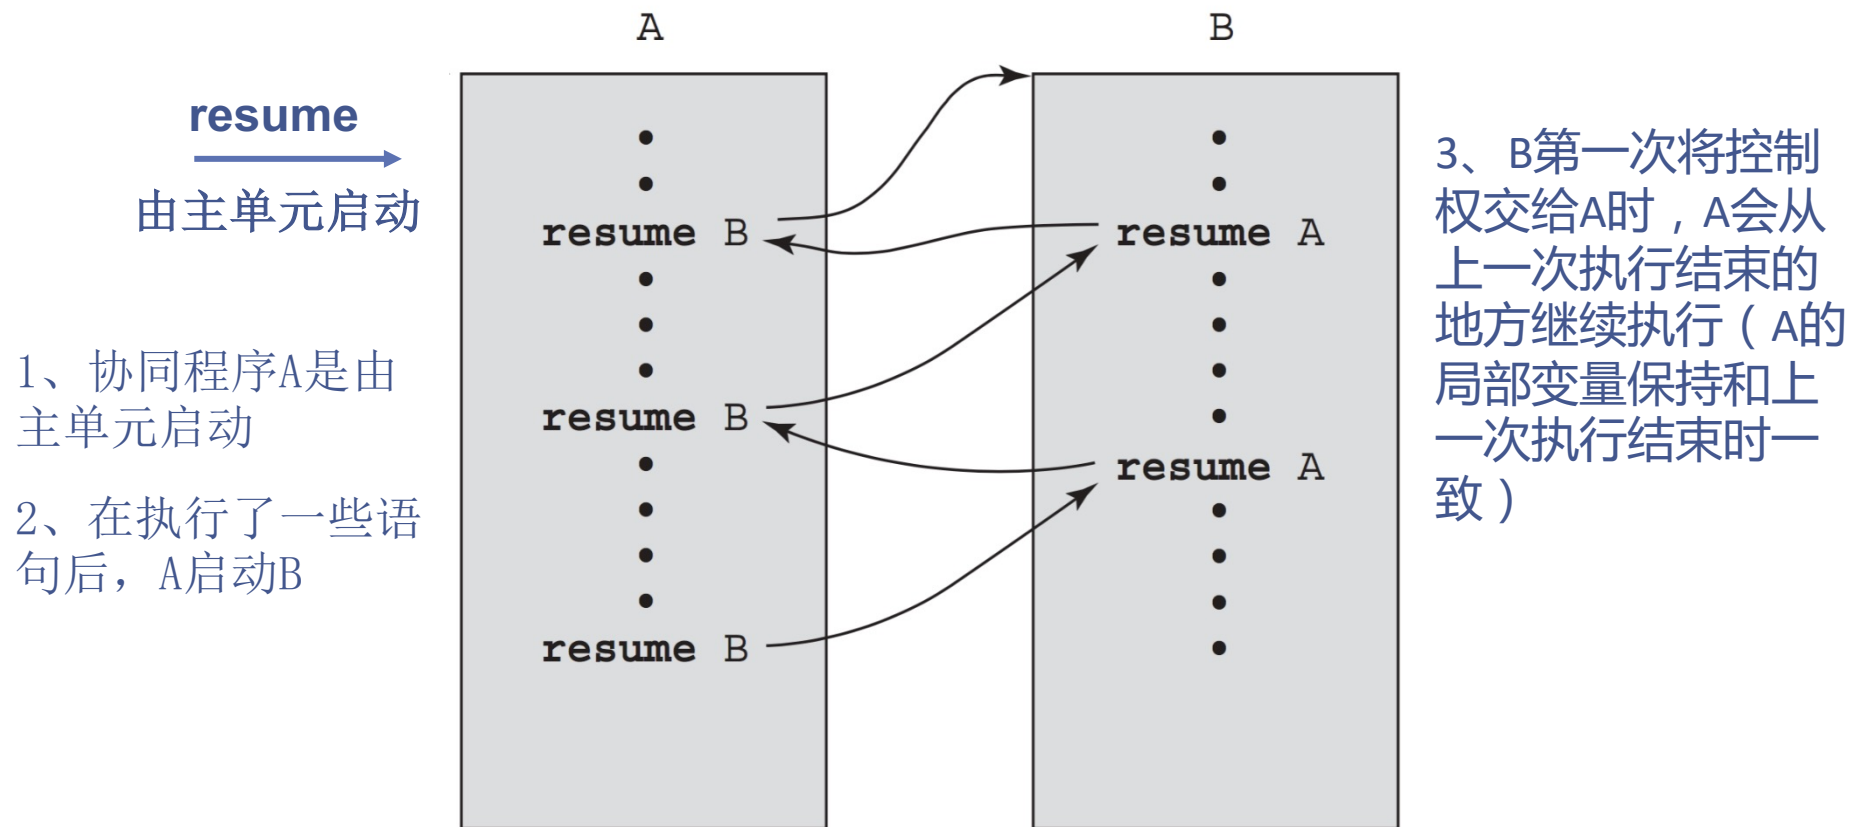 A
B
resume
由主单元启动
1、协同程序A是由
主单元启动
2、在执行了一些语
句后，A启动B
resume B
resume B
resume B
resume A
resume A
3、B第一次将控制
权交给A时，A会从
上一次执行结束的
地方继续执行（A的
局部变量保持和上
一次执行结束时一
致）